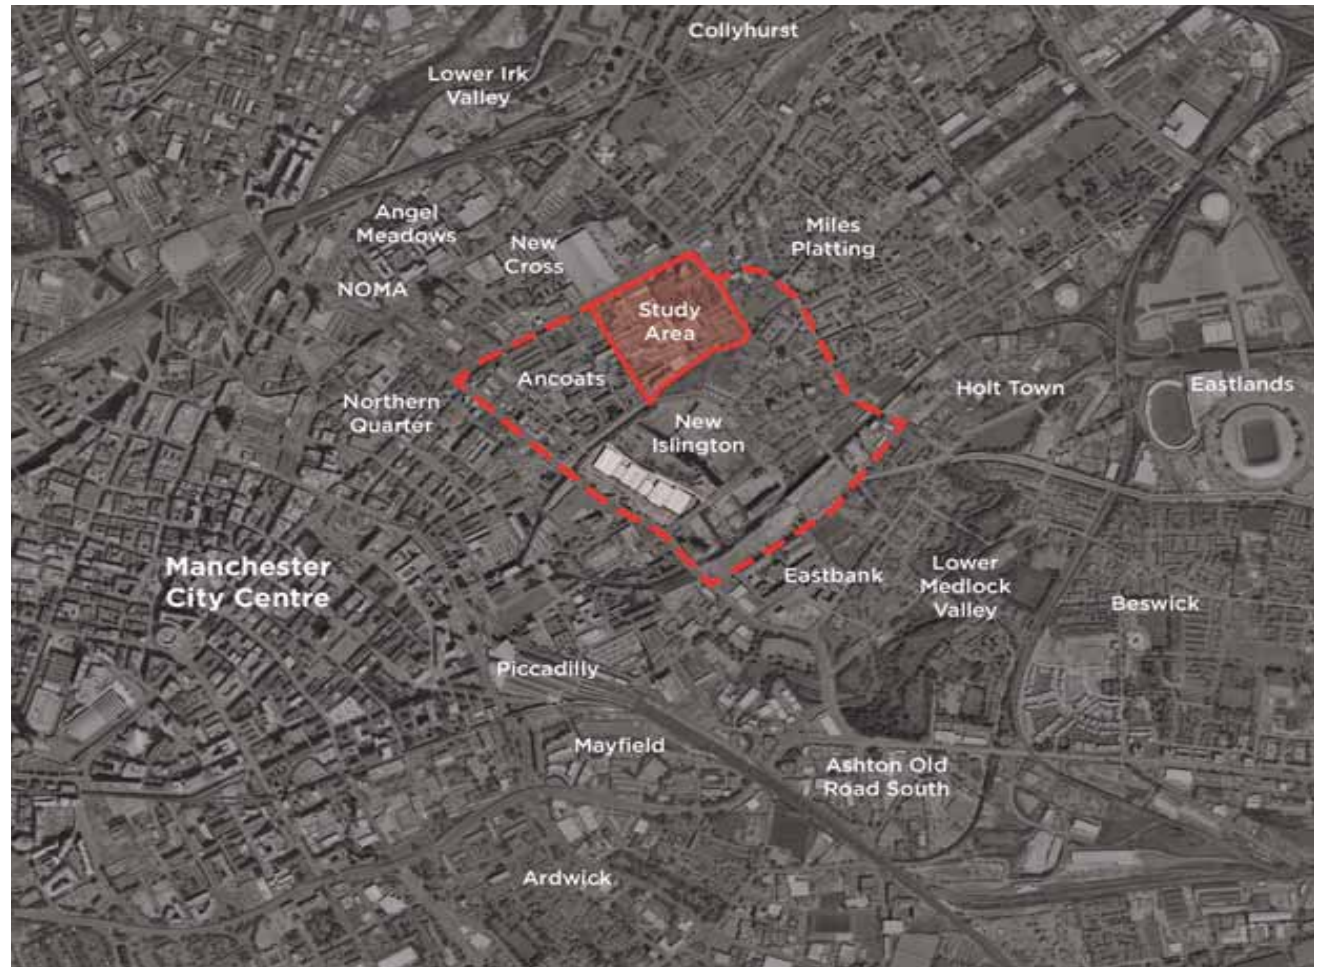 Collyhurst
Lower Irk
Valley
Angel
Meadows
New
Cross
Miles
Platting
NOMA
Study
Area
Ancoats
Northern
Quarter
New
Islington
Holt Town
Eastlands
Manchester
City Centre
Eastbank
Lower
Medlock
Valley
Beswick
Piccadilly
Mayfield
Ashton Old
Road South
Ardwick